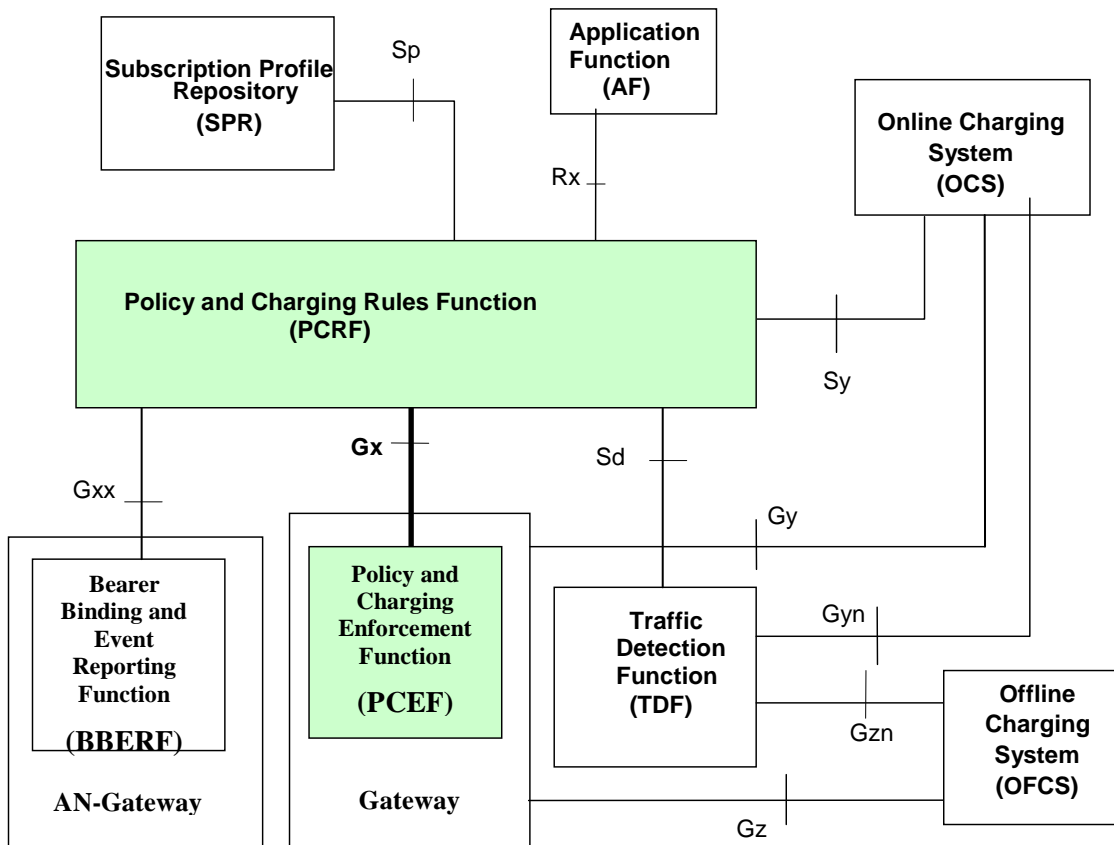 Subscription Profile
Repository
(SPR)
Sp
Application
Function
(AF)
Rx
Online Charging
System
(OCS)
Policy and Charging Rules Function
(PCRF)
Sy
Gxx
Gx
Sd
Gy
Bearer
Binding and
Event
Reporting
Function
(BBERF)
AN-Gateway
Policy and
Charging
Enforcement
Function
(PCEF)
Gateway
Traffic
Detection
Function
(TDF)
Gyn
Gzn
Gz
Offline
Charging
System
(OFCS)